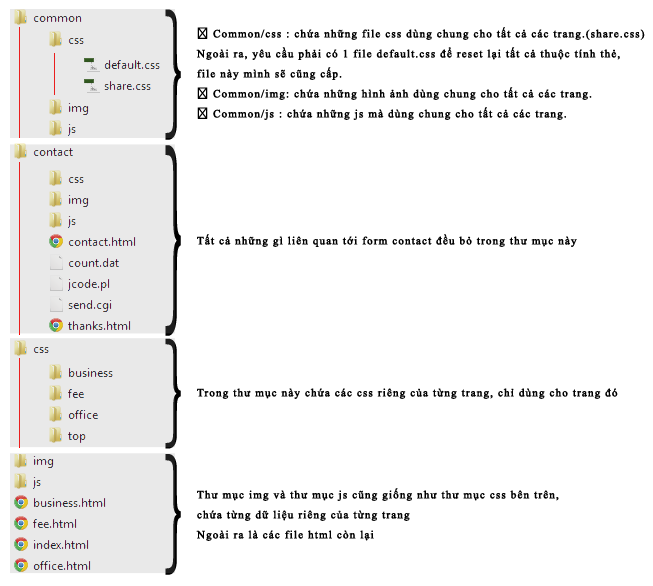 common
css
default.css
share.css
img
js
Common/css : chứa những file css dùng chung cho tất cả các trang.(share.css)
Ngoài ra, yêu cầu phải có 1 file default.css để reset lại tất cả thuộc tính thẻ,
file này mình sẽ cũng cấp.
Common/img: chứa những hình ảnh dùng chung cho tất cả các trang.
Common/js : chứa những js mà dùng chung cho tất cả các trang.
contact
css
img
js
contact.html
count.dat
jcode.pl
send.cgi
thanks.html
Tất cả những gì liên quan tới form contact đều bỏ trong thư mục này
css
business
fee
office
top
Trong thư mục này chứa các css riêng của từng trang, chỉ dùng cho trang đó
img
js
business.html
fee.html
index.html
office.html
Thư mục img và thư mục js cũng giống như thư mục css bên trên,
chứa từng dữ liệu riêng của từng trang
Ngoài ra là các file html còn lại